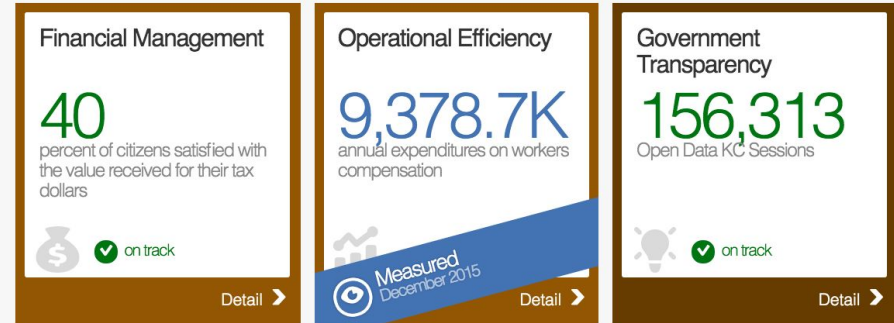 Financial Management
40
percent of citizens satisfied with
the value received for their tax
dollars
$
on track
Detail
Operational Efficiency
9,378.7K
annual expenditures on workers
compensation
Measured
December 2015
Detail
Government
Transparency
156,313
Open Data KC Sessions
on track
Detail